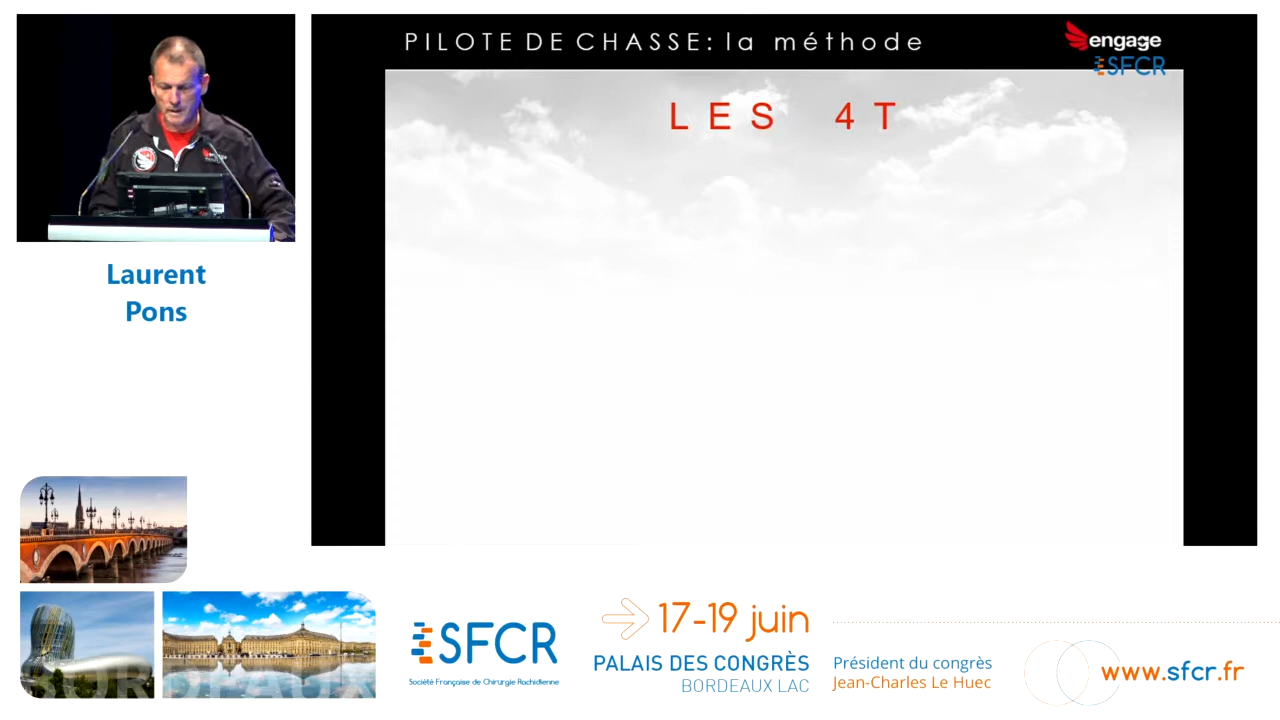 PILOTE DE CHASSE: la méthode
engage
SFCR
LES 4T
Laurent
Pons
BORDEAUX
SFCR
Société Française de Chirurgie Rachidienne
17-19 juin
PALAIS DES CONGRÈS
BORDEAUX LAC
Président du congrès
Jean-Charles Le Huec
www.sfcr.fr